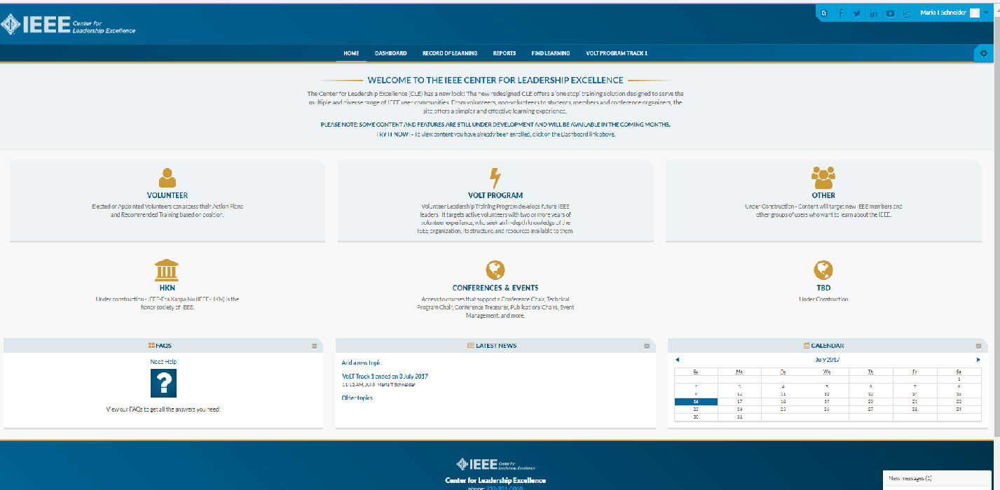 Maria T Schneider
IEEE Center for
Leadership Excellence
HOME DASHBOARD RECORD OF LEARNING REPORTS FIND LEARNING VOLT PROGRAM TRACK 1
WELCOME TO THE IEEE CENTER FOR LEADERSHIP EXCELLENCE
The Center for Leadership Excellence (CLE) has a new look! The new redesigned CLE offers a 'one stop' training solution designed to serve the
multiple and diverse range of IEEE user communities. From volunteers, non-volunteers to students, members and conference organizers, the
site offers a simpler and effective learning experience.
PLEASE NOTE: SOME CONTENT AND FEATURES ARE STILL UNDER DEVELOPMENT AND WILL BE AVAILABLE IN THE COMING MONTHS.
TRY IT NOW! - To view content you have already been enrolled, click on the Dashboard link above.
VOLUNTEER
Elected or Appointed Volunteers can access their Action Plans
and Recommended Training based on position.
VOLT PROGRAM
Volunteer Leadership Training Program develops future IEEE
leaders. It targets active volunteers with two or more years of
volunteer experience, who seek an in-depth knowledge of the
IEEE organization, its structure, and resources available to them.
OTHER
Under Construction - Content will target new IEEE members and
other groups of users who want to learn about the IEEE.
HKN
Under construction - IEEE-Eta Kappa Nu (IEEE-HKN) is the
honor society of IEEE.
CONFERENCES & EVENTS
Access to courses that support a Conference Chair, Technical
Program Chair, Conference Treasurer, Publications Chairs, Event
Management, and more.
TBD
Under Construction
FAQS
Need Help
?
View our FAQs to get all the answers you need!
LATEST NEWS
Add a new topic
VoLT Track 1 ended on 3 July 2017
11:12 AM, Jul 6 Maria T Schneider
Older topics
CALENDAR
July 2017
Su Mo Tu We Th Fr Sa
1
2 3 4 5 6 7 8
9 10 11 12 13 14 15
16 17 18 19 20 21 22
23 24 25 26 27 28 29
30 31
IEEE Center for
Leadership Excellence
Center for Leadership Excellence
phone: 732-981-0060
New messages (1)